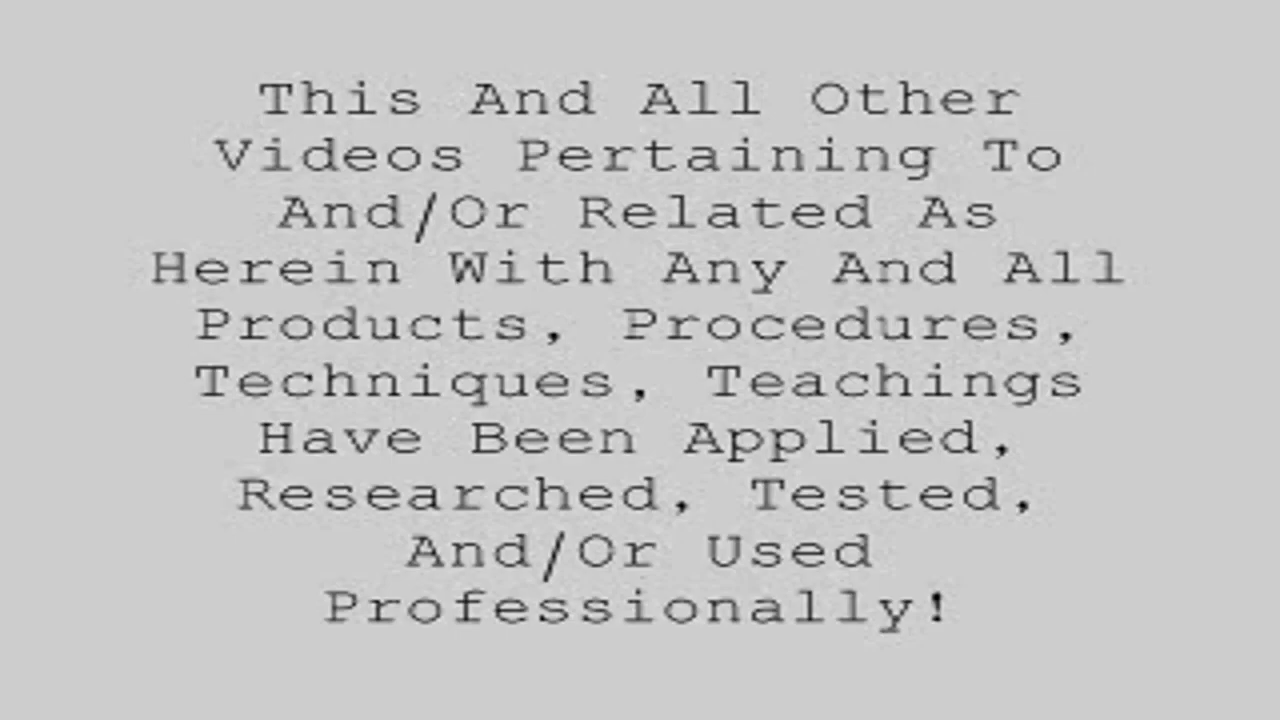 This And All Other
Videos Pertaining To
And/Or Related As
Herein With Any And All
Products, Procedures,
Techniques, Teachings
Have Been Applied,
Researched, Tested,
And/Or Used
Professionally!